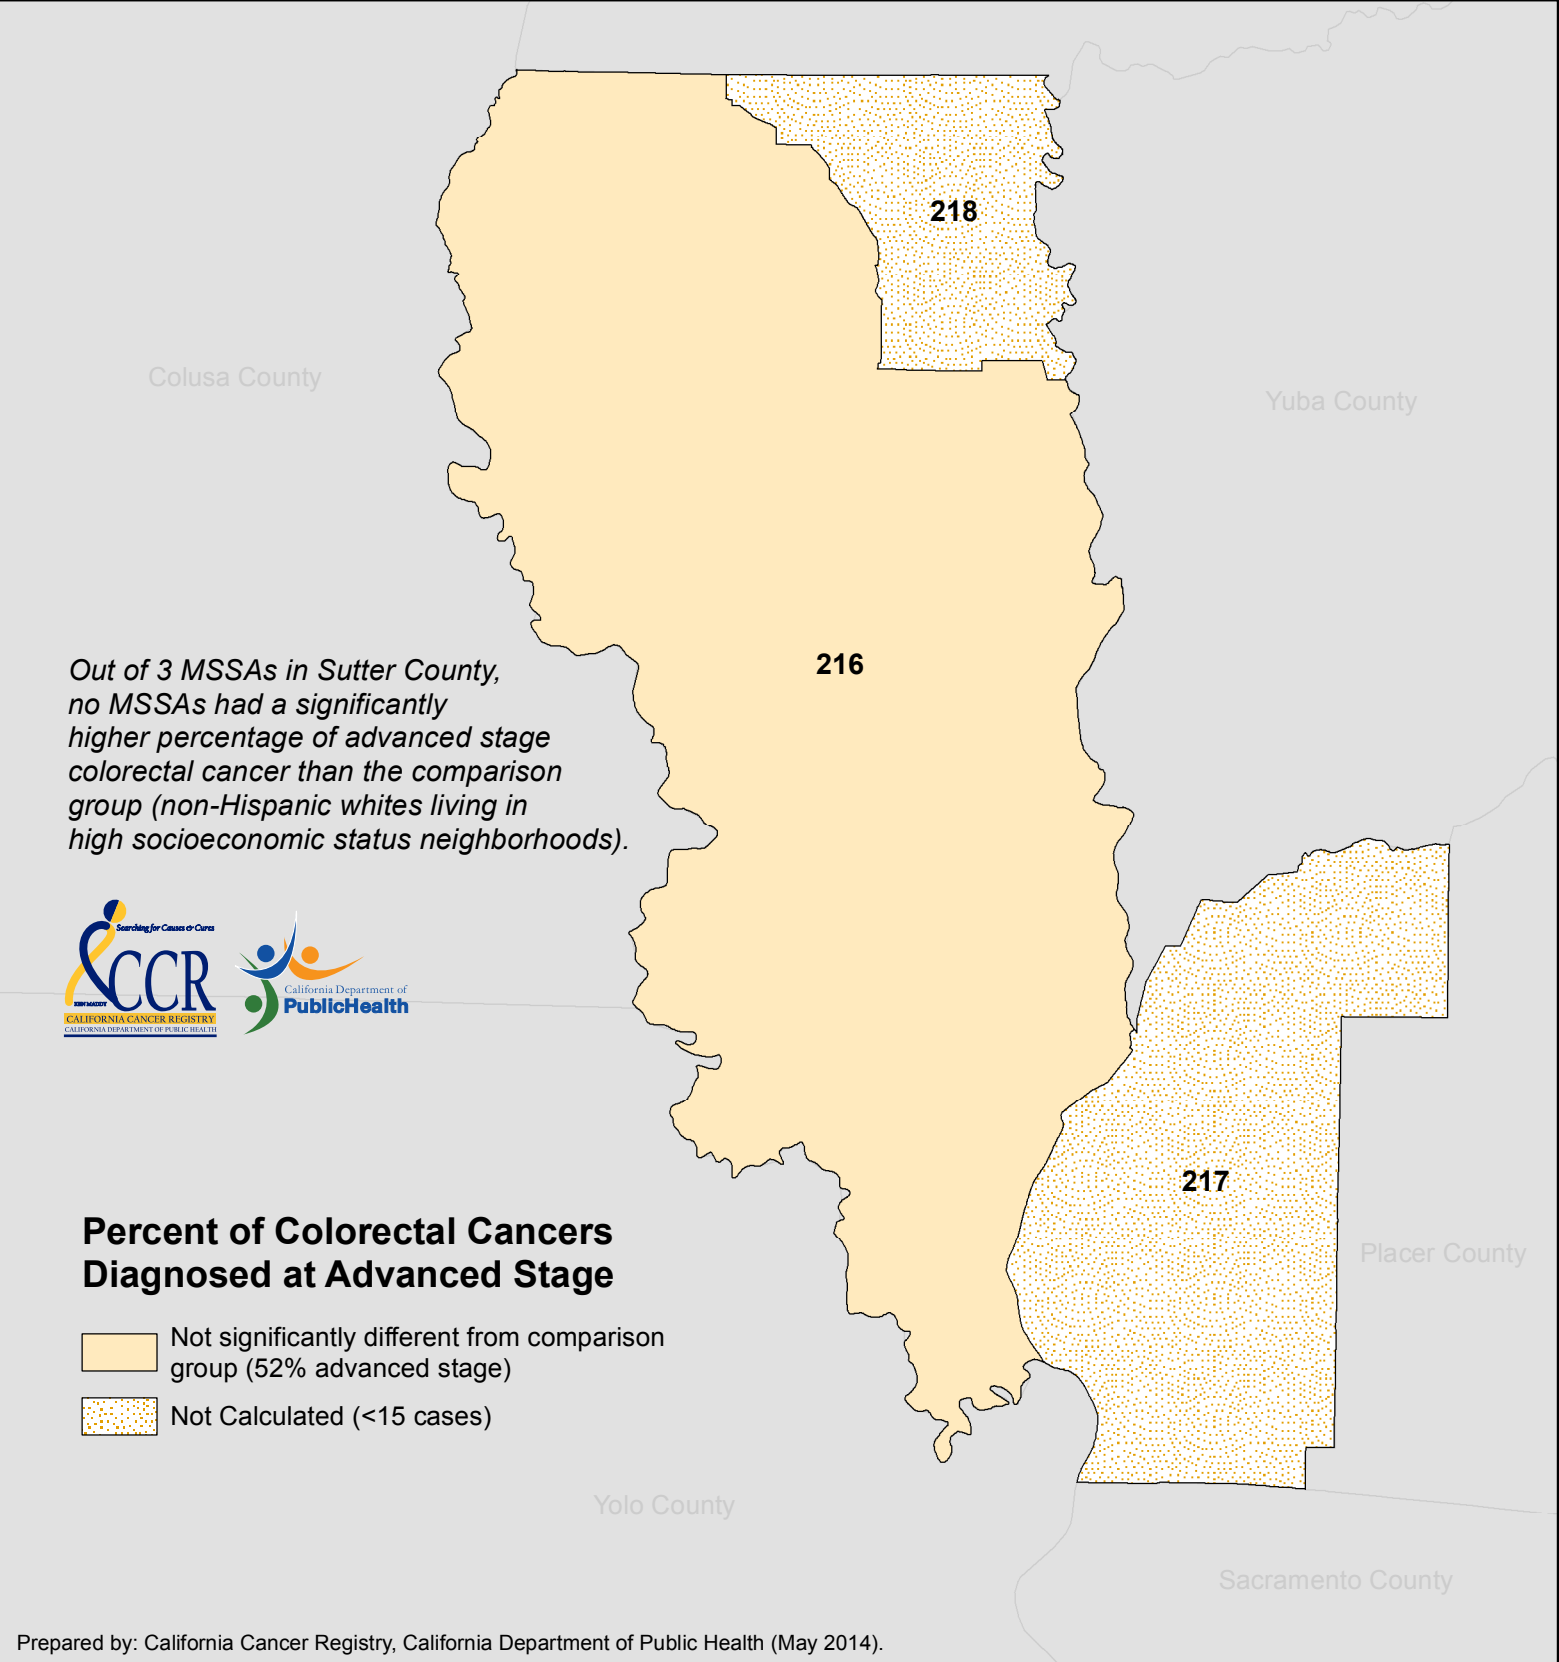 218
Colusa County
Yuba County
216
Out of 3 MSSAs in Sutter County,
no MSSAs had a significantly
higher percentage of advanced stage
colorectal cancer than the comparison
group (non-Hispanic whites living in
high socioeconomic status neighborhoods).
Searching for Causes & Cures
CCR
KEN MADDY
CALIFORNIA CANCER REGISTRY
CALIFORNIA DEPARTMENT OF PUBLIC HEALTH
California Department of
PublicHealth
217
Percent of Colorectal Cancers
Diagnosed at Advanced Stage
Placer County
Not significantly different from comparison
group (52% advanced stage)
Not Calculated (<15 cases)
Yolo County
Sacramento County
Prepared by: California Cancer Registry, California Department of Public Health (May 2014).